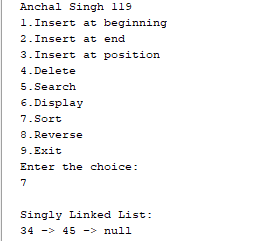 Anchal Singh 119
1.Insert at beginning
2.Insert at end
3.Insert at position
4.Delete
5.Search
6.Display
7.Sort
8.Reverse
9.Exit
Enter the choice:
7
Singly Linked List:
34 -> 45 -> null